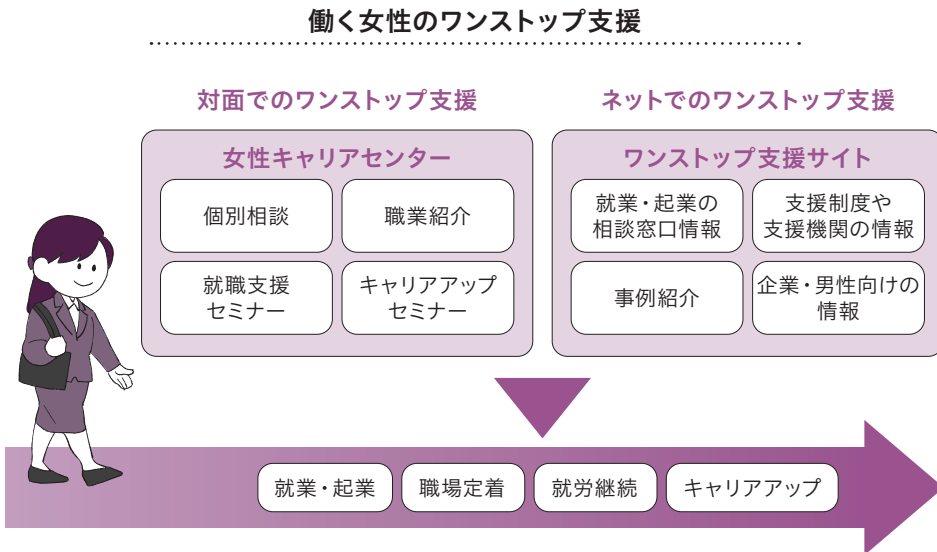 働く女性のワンストップ支援
対面でのワンストップ支援
女性キャリアセンター
個別相談
職業紹介
就職支援
セミナー
キャリアアップ
セミナー
ネットでのワンストップ支援
ワンストップ支援サイト
就業・起業の
相談窓口情報
支援制度や
支援機関の情報
事例紹介
企業・男性向けの
情報
就業・起業
職場定着
就労継続
キャリアアップ